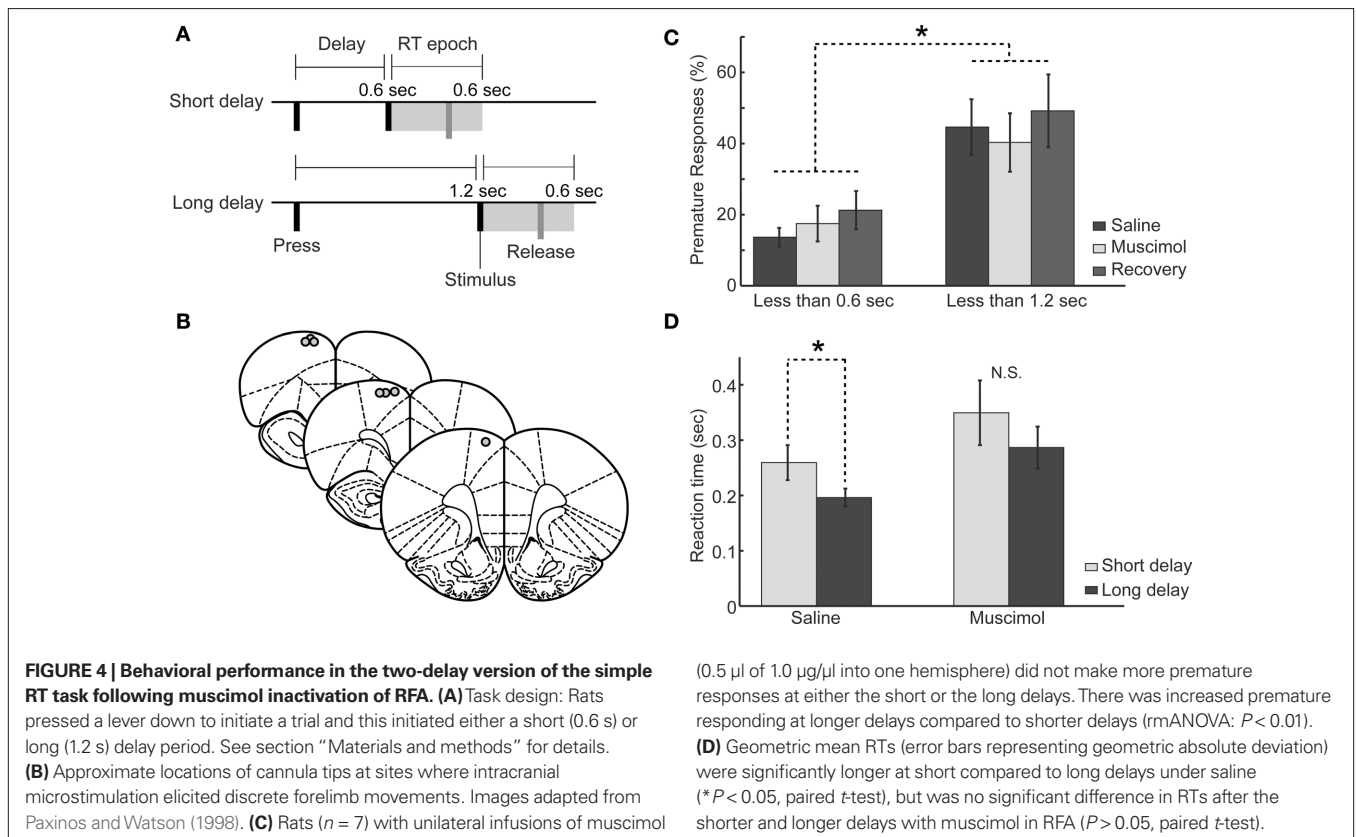 A
Delay RT epoch
0.6 sec 0.6 sec
Short delay
1.2 sec 0.6 sec
Long delay
Press
Release
Stimulus
B
C
*
Premature Responses (%)
60
40
20
0
Saline
Muscimol
Recovery
Less than 0.6 sec Less than 1.2 sec
D
*
N.S.
Reaction time (sec)
0.4
0.3
0.2
0.1
0
Short delay
Long delay
Saline Muscimol
FIGURE 4 | Behavioral performance in the two-delay version of the simple
RT task following muscimol inactivation of RFA. (A) Task design: Rats
pressed a lever down to initiate a trial and this initiated either a short (0.6 s) or
long (1.2 s) delay period. See section “Materials and methods” for details.
(B) Approximate locations of cannula tips at sites where intracranial
microstimulation elicited discrete forelimb movements. Images adapted from
Paxinos and Watson (1998). (C) Rats (n = 7) with unilateral infusions of muscimol
(0.5 µl of 1.0 µg/µl into one hemisphere) did not make more premature
responses at either the short or the long delays. There was increased premature
responding at longer delays compared to shorter delays (rmANOVA: P < 0.01).
(D) Geometric mean RTs (error bars representing geometric absolute deviation)
were significantly longer at short compared to long delays under saline
(*P < 0.05, paired t-test), but was no significant difference in RTs after the
shorter and longer delays with muscimol in RFA (P > 0.05, paired t-test).